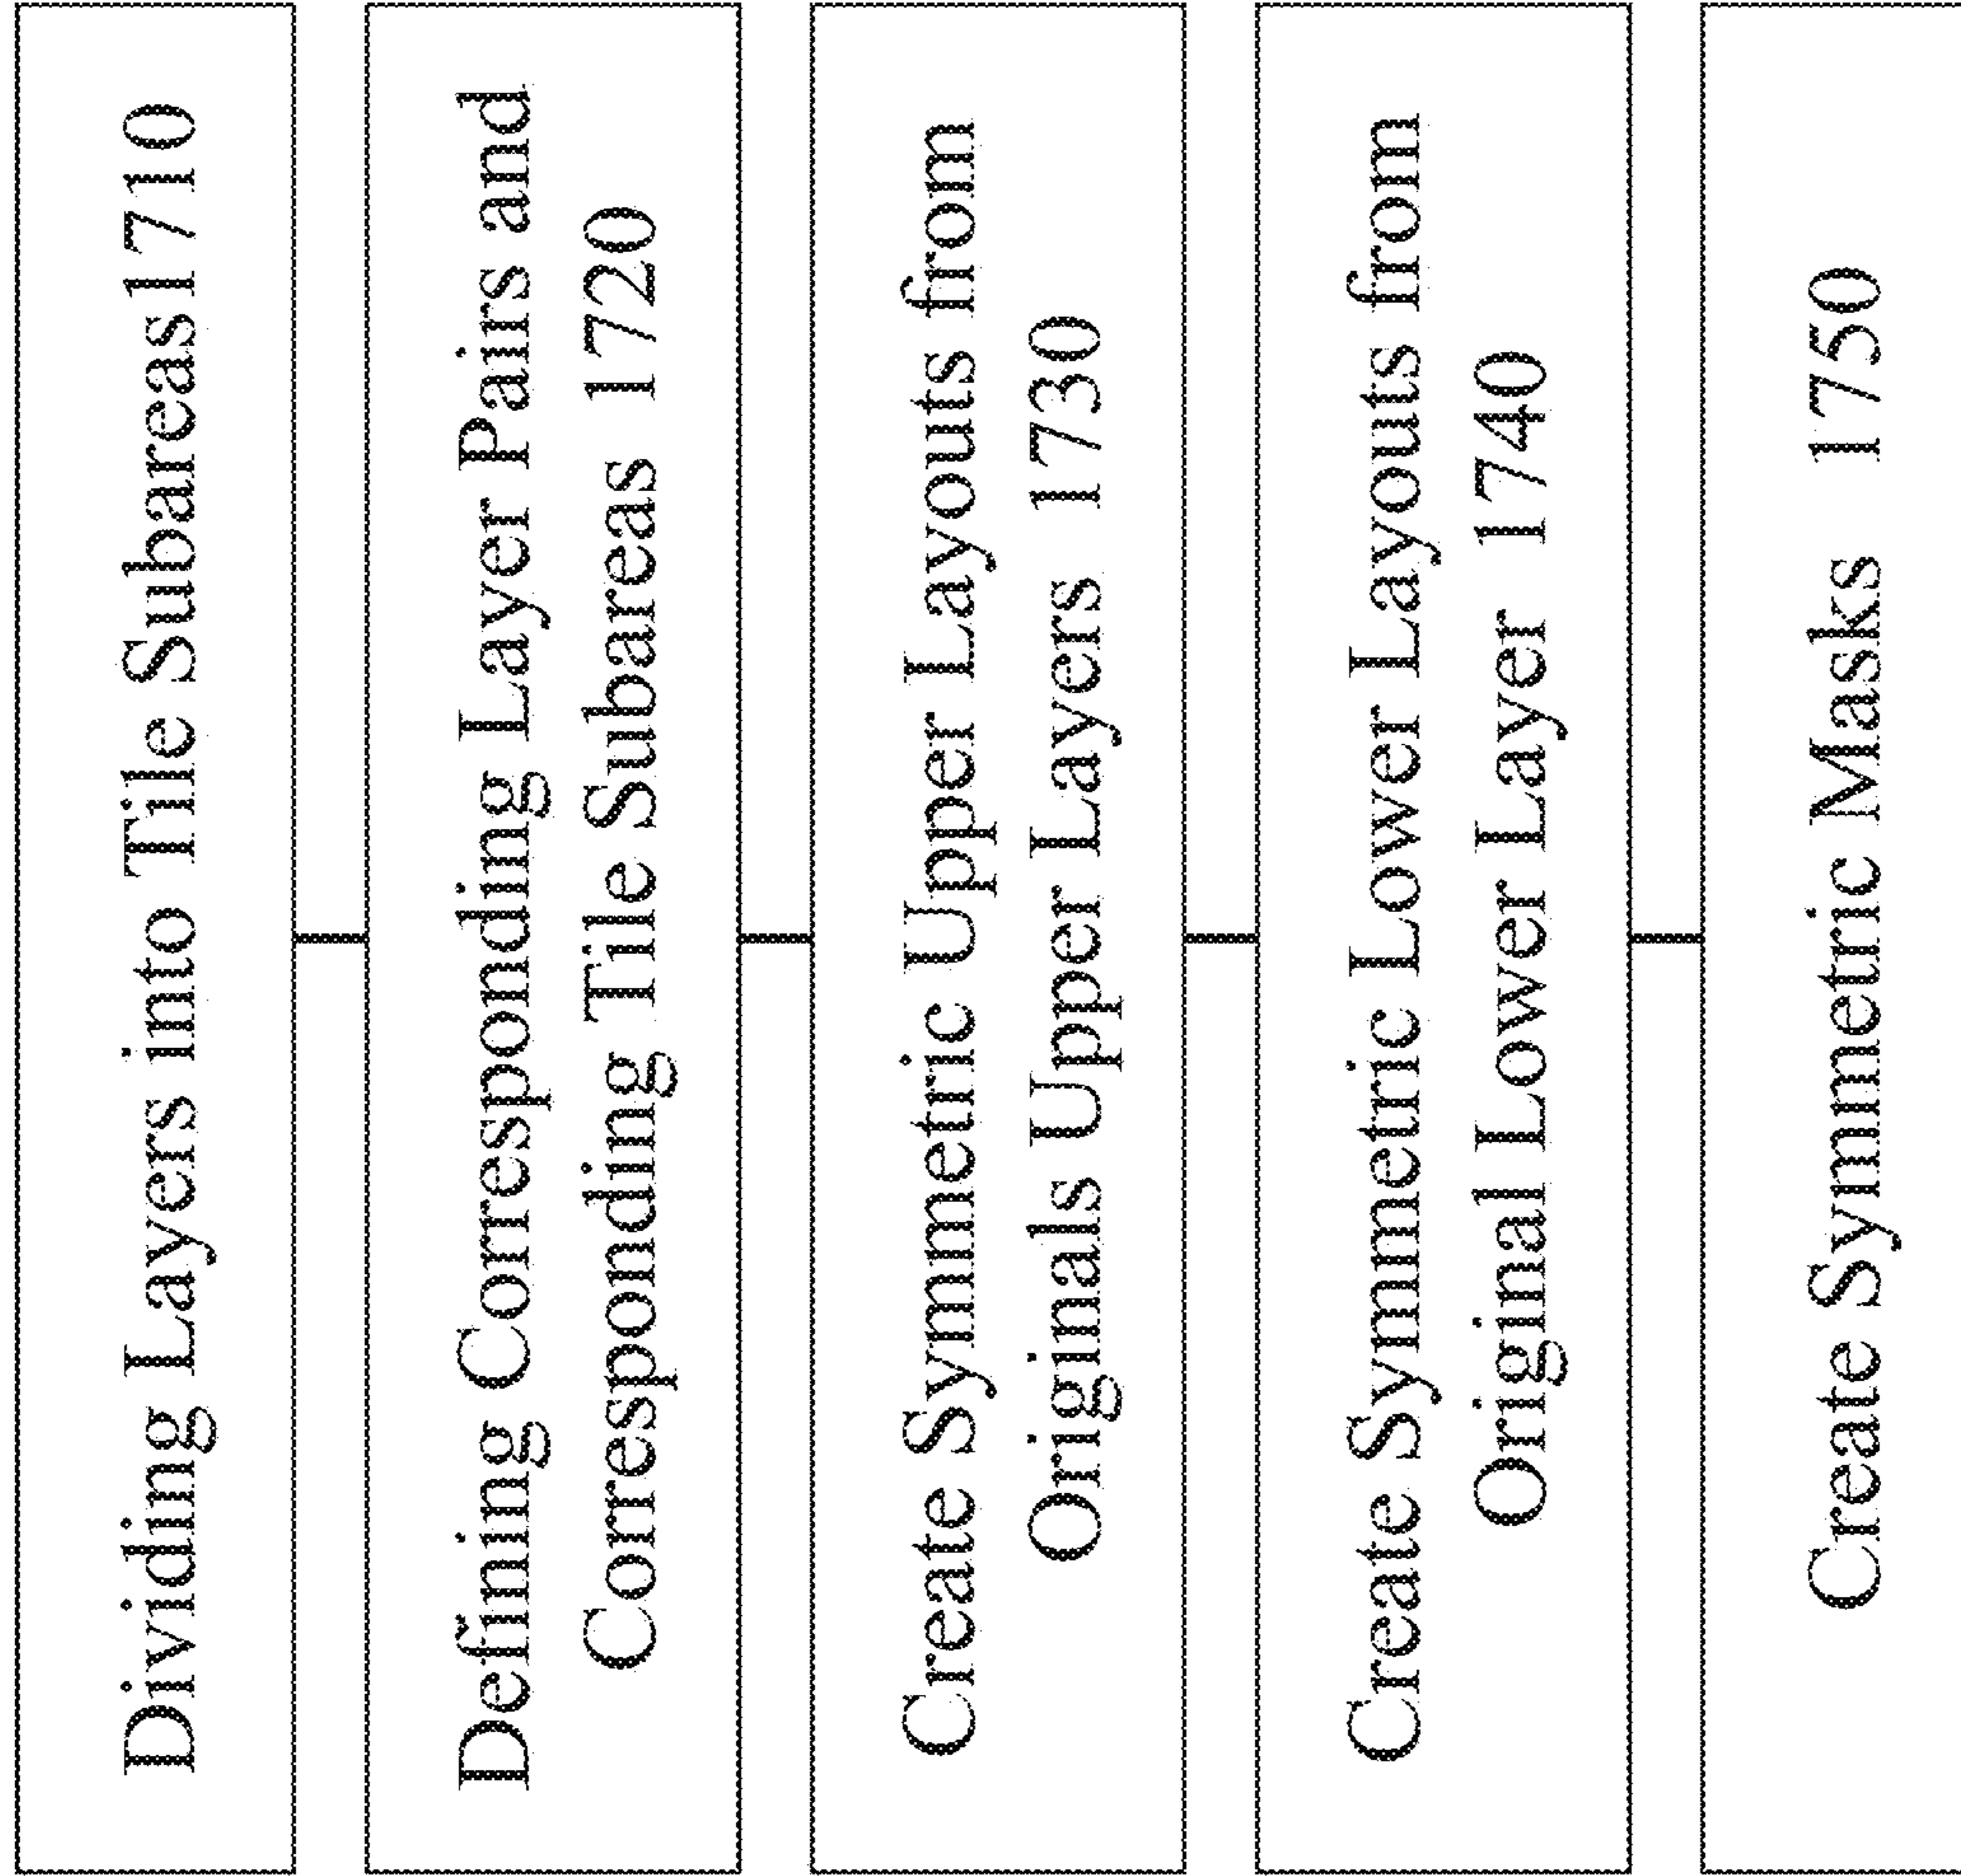 Dividing Layers into Tile Subareas1710
Defining Corresponding Layer Pairs and
Corresponding Tile Subareas 1720
Create Symmetric Upper Layouts from
Originals Upper Layers 1730
Create Symmetric Lower Layouts from
Original Lower Layer 1740
Create Symmetric Masks 1750